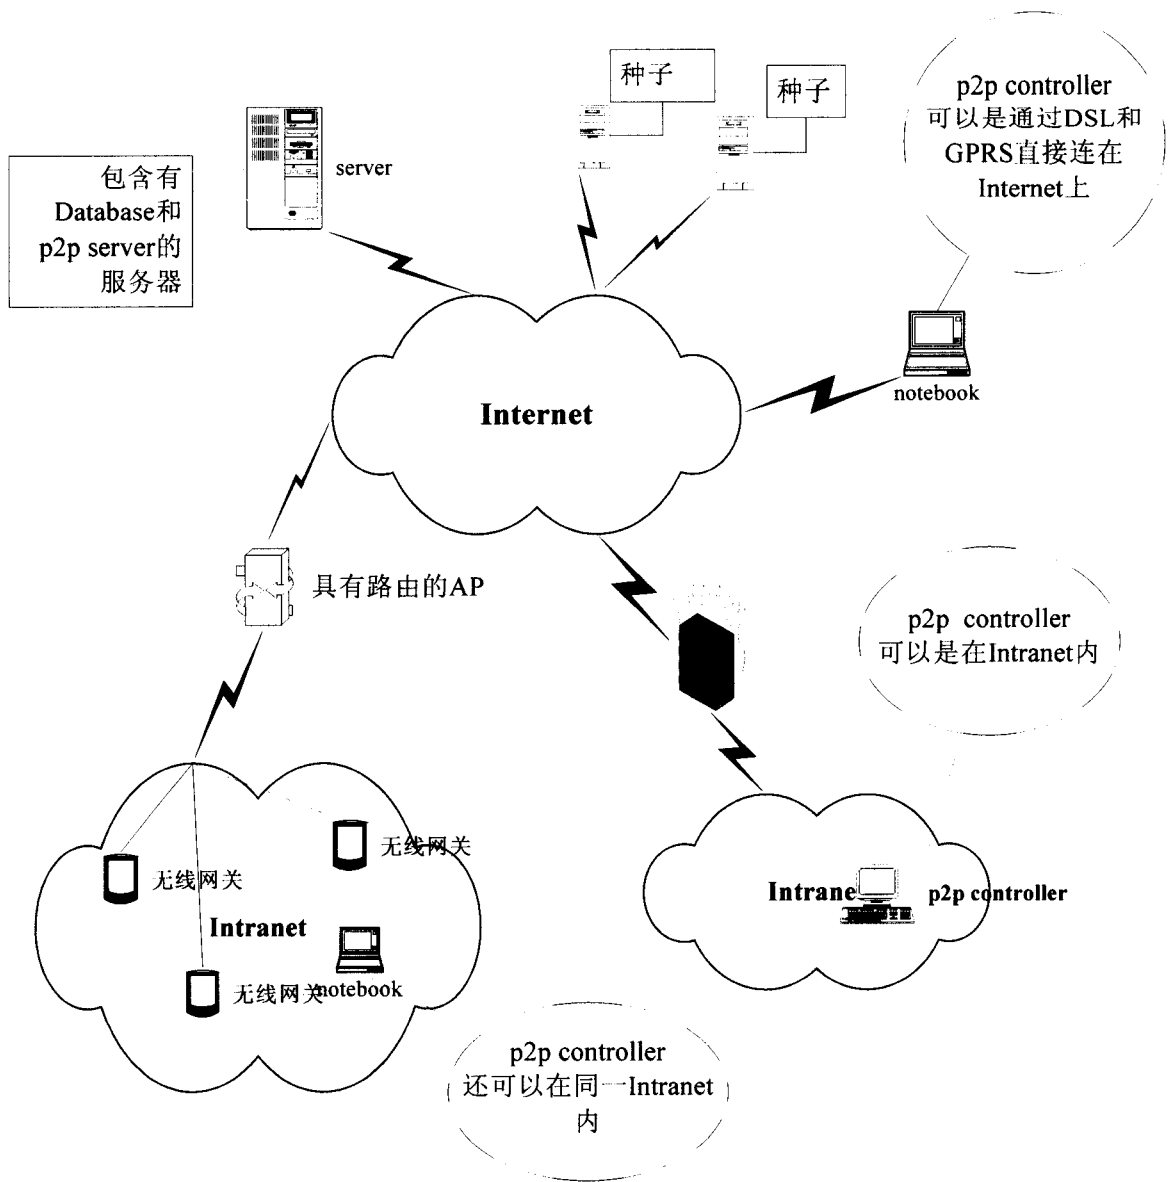 种子
种子
p2p controller
可以是通过DSL和
GPRS直接连在
Internet上
server
包含有
Database和
p2p server的
服务器
notebook
Internet
具有路由的AP
p2p controller
可以是在Intranet内
无线网关
无线网关
Intranet
无线网关
notebook
Intrane
p2p controller
p2p controller
还可以在同一Intranet
内